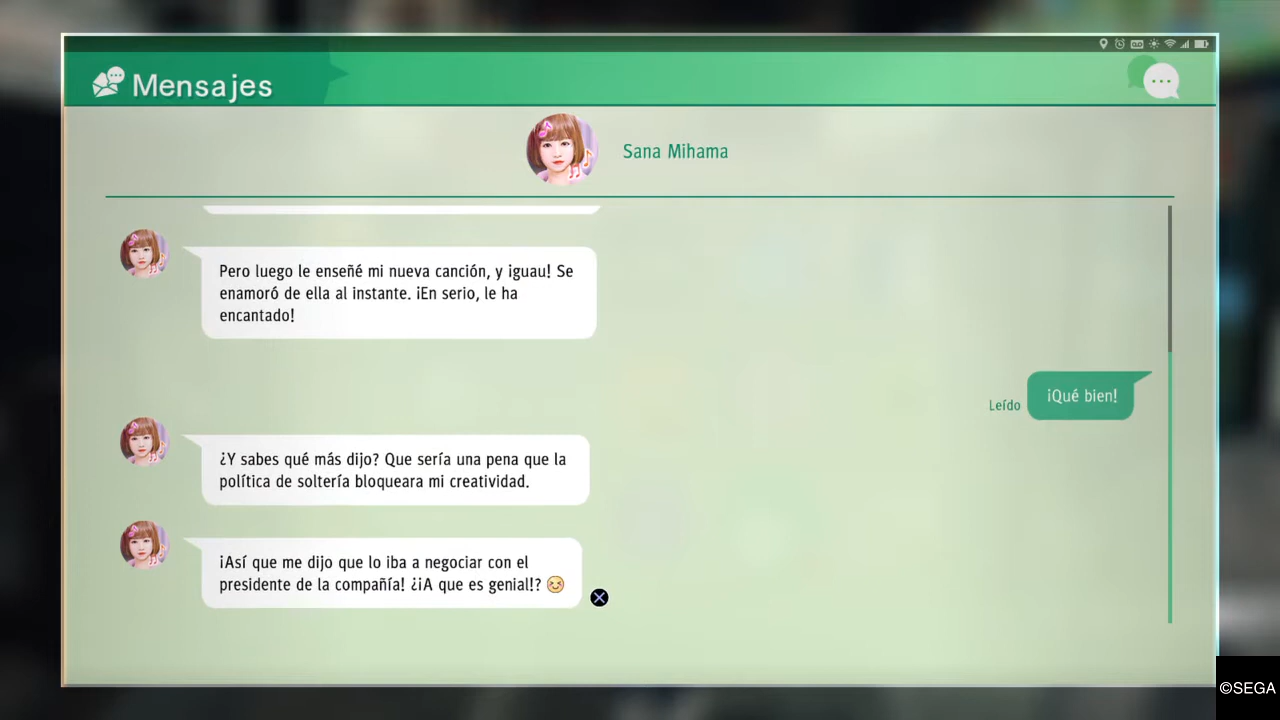 Mensajes
Sana Mihama
Pero luego le enseñé mi nueva canción, y ¡guau! Se
enamoró de ella al instante. ¡En serio, le ha
encantado!
¡Qué bien!
Leído
¿Y sabes qué más dijo? Que sería una pena que la
política de soltería bloqueara mi creatividad.
¡Así que me dijo que lo iba a negociar con el
presidente de la compañía! ¿¡A que es genial!?
©SEGA